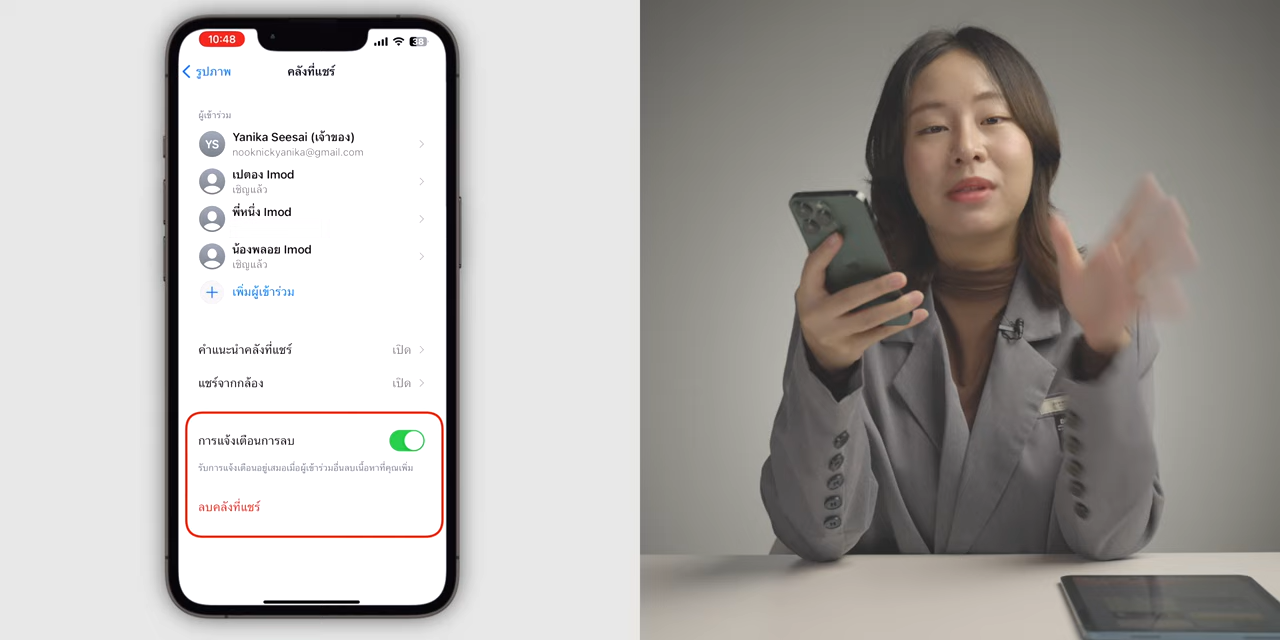 10:48
38
รูปภาพ
คลังที่แชร์
ผู้เข้าร่วม
YS
Yanika Seesai (เจ้าของ)
nooknickyanika@gmail.com
เปตอง Imod
เชิญแล้ว
พี่หนึ่ง Imod
น้องพลอย Imod
เชิญแล้ว
เพิ่มผู้เข้าร่วม
คำแนะนำคลังที่แชร์ เปิด
แชร์จากกล้อง เปิด
การแจ้งเตือนการลบ
รับการแจ้งเตือนอยู่เสมอเมื่อผู้เข้าร่วมอื่นลบเนื้อหาที่คุณเพิ่ม
ลบคลังที่แชร์